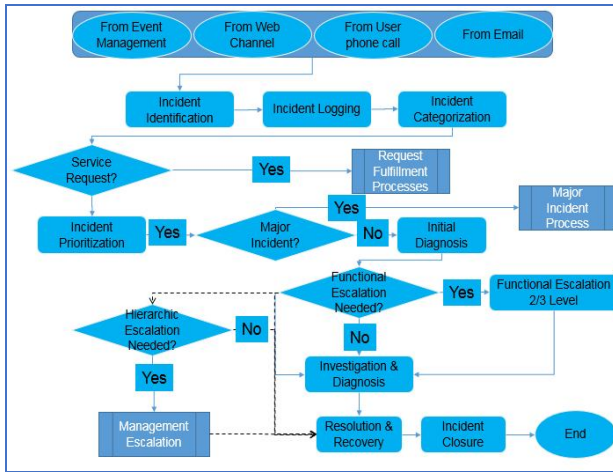 From Event
Management
From Web
Channel
From User
phone call
From Email
Incident
Identification
Incident Logging
Incident
Categorization
Service
Request?
Yes
Request
Fulfillment
Processes
Yes
Major
Incident
Process
Incident
Prioritization
Yes
Major
Incident?
No
Initial
Diagnosis
Functional
Escalation
Needed?
Yes
Functional Escalation
2/3 Level
Hierarchic
Escalation
Needed?
No
No
Investigation &
Diagnosis
Yes
Management
Escalation
Resolution &
Recovery
Incident
Closure
End